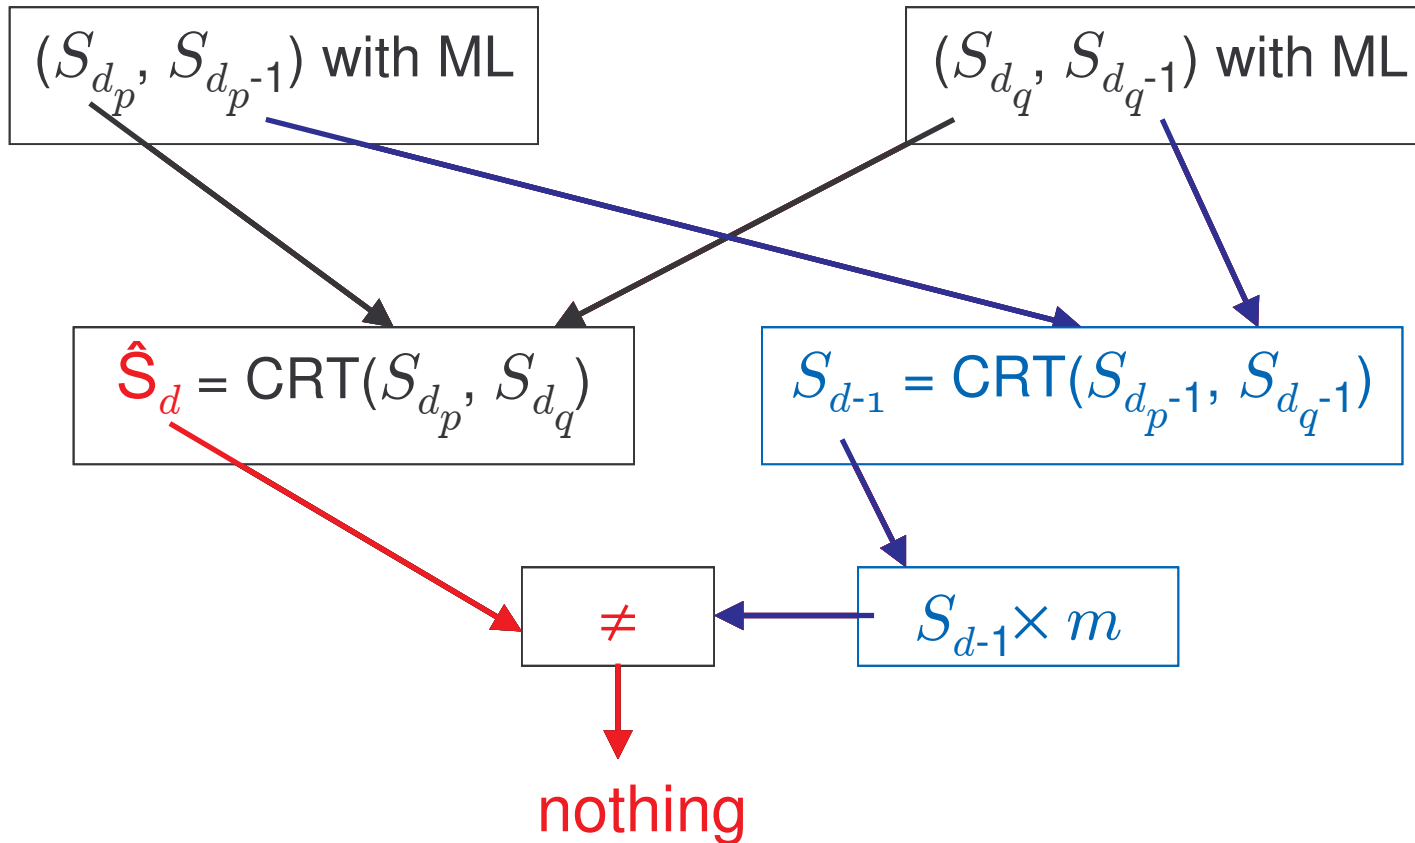 (S_{d_p}, S_{d_p-1}) with ML
(S_{d_q}, S_{d_q-1}) with ML
Ŝ_d = CRT(S_{d_p}, S_{d_q})
S_{d-1} = CRT(S_{d_p-1}, S_{d_q-1})
≠
S_{d-1}× m
nothing